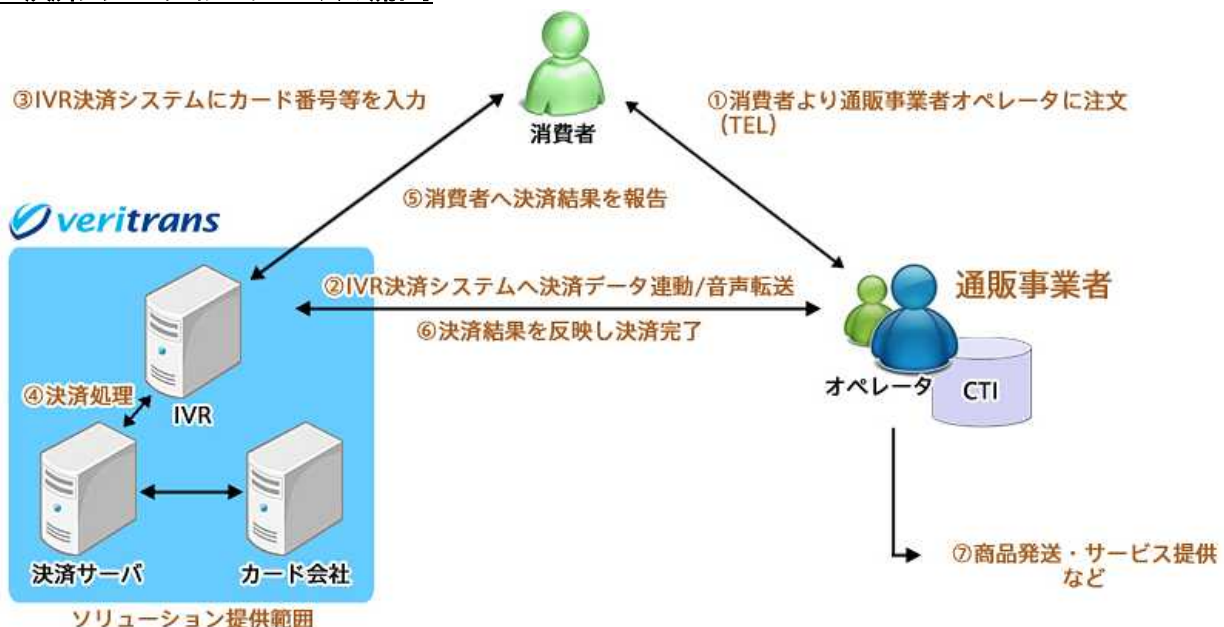 ③IVR決済システムにカード番号等を入力
①消費者より通販事業者オペレータに注文
(TEL)
消費者
⑤消費者へ決済結果を報告
veritrans
②IVR決済システムへ決済データ連動/音声転送
通販事業者
⑥決済結果を反映し決済完了
オペレータ
CTI
④決済処理
IVR
決済サーバ
カード会社
⑦商品発送・サービス提供
など
ソリューション提供範囲